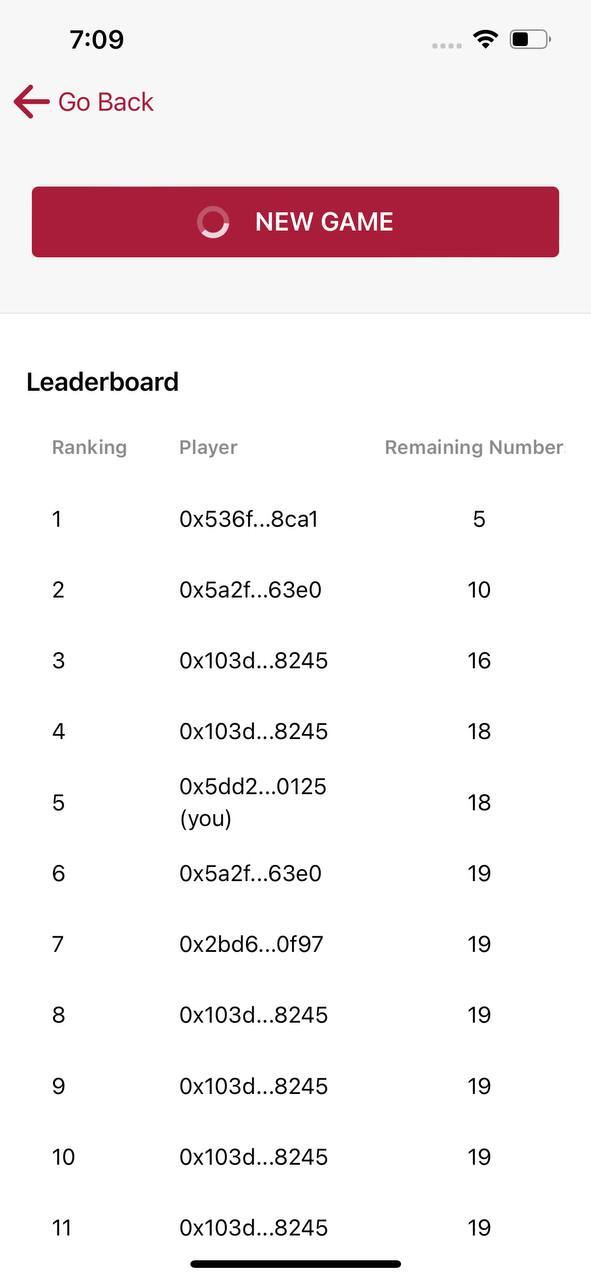 7:09
Go Back
NEW GAME
Leaderboard
Ranking Player Remaining Number
1 0x536f...8ca1 5
2 0x5a2f...63e0 10
3 0x103d...8245 16
4 0x103d...8245 18
5 0x5dd2...0125 (you) 18
6 0x5a2f...63e0 19
7 0x2bd6...0f97 19
8 0x103d...8245 19
9 0x103d...8245 19
10 0x103d...8245 19
11 0x103d...8245 19